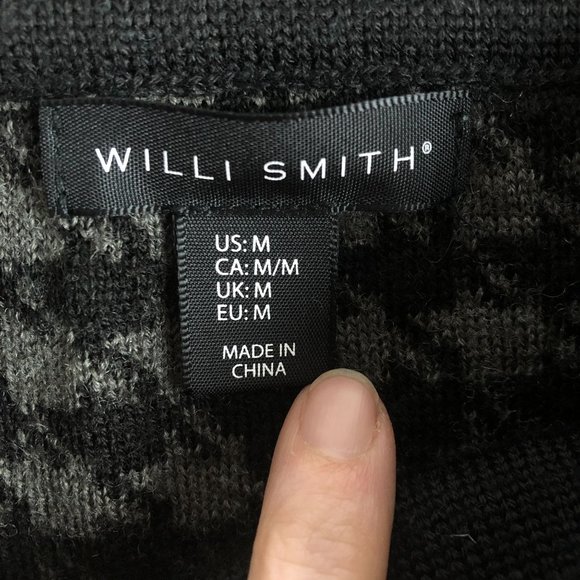 WILLI SMITH®
US: M
CA: M/M
UK: M
EU: M
MADE IN
CHINA